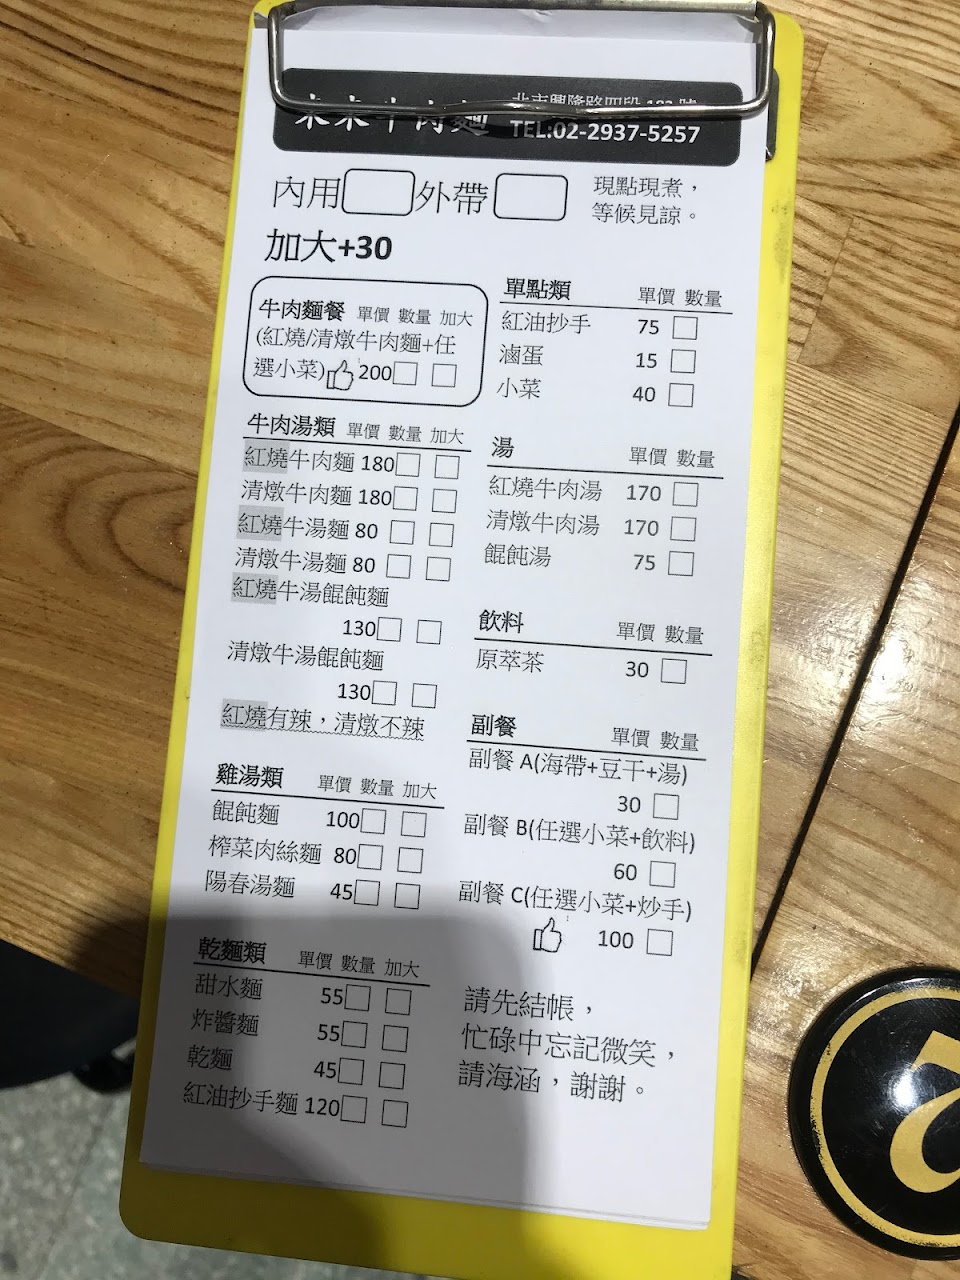 牛肉麵
北市興隆路四段
TEL:02-2937-5257
內用 外帶
現點現煮，
等候見諒。
加大+30
牛肉麵餐 單價 數量 加大
(紅燒/清燉牛肉麵+任
選小菜) 200
牛肉湯類 單價 數量 加大
紅燒牛肉麵 180
清燉牛肉麵 180
紅燒牛湯麵 80
清燉牛湯麵 80
紅燒牛湯餛飩麵
130
清燉牛湯餛飩麵
130
紅燒有辣，清燉不辣
雞湯類 單價 數量 加大
餛飩麵 100
榨菜肉絲麵 80
陽春湯麵 45
乾麵類 單價 數量 加大
甜水麵 55
炸醬麵 55
乾麵 45
紅油抄手麵 120
單點類 單價 數量
紅油抄手 75
滷蛋 15
小菜 40
湯 單價 數量
紅燒牛肉湯 170
清燉牛肉湯 170
餛飩湯 75
飲料 單價 數量
原萃茶 30
副餐 單價 數量
副餐 A(海帶+豆干+湯)
30
副餐 B(任選小菜+飲料)
60
副餐 C(任選小菜+炒手)
100
請先結帳，
忙碌中忘記微笑，
請海涵，謝謝。